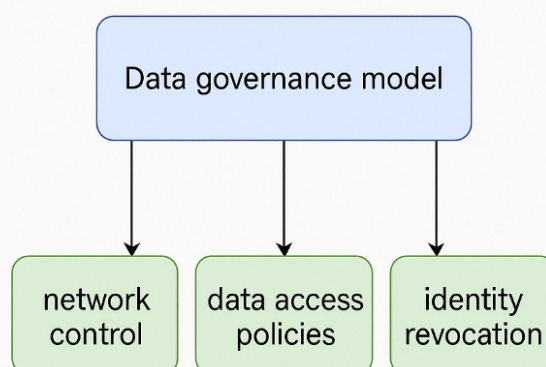 Data governance model
network
control
data access
policies
identity
revocation